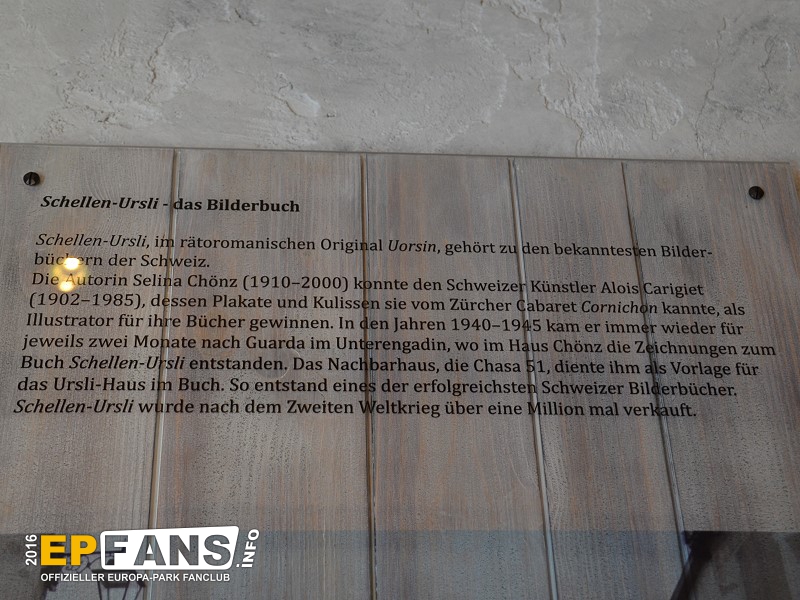 Schellen-Ursli - das Bilderbuch
Schellen-Ursli, im rätoromanischen Original Uorsin, gehört zu den bekanntesten Bilder-
büchern der Schweiz.
Die Autorin Selina Chönz (1910–2000) konnte den Schweizer Künstler Alois Carigiet
(1902–1985), dessen Plakate und Kulissen sie vom Zürcher Cabaret Cornichon kannte, als
Illustrator für ihre Bücher gewinnen. In den Jahren 1940–1945 kam er immer wieder für
jeweils zwei Monate nach Guarda im Unterengadin, wo im Haus Chönz die Zeichnungen zum
Buch Schellen-Ursli entstanden. Das Nachbarhaus, die Chasa 51, diente ihm als Vorlage für
das Ursli-Haus im Buch. So entstand eines der erfolgreichsten Schweizer Bilderbücher.
Schellen-Ursli wurde nach dem Zweiten Weltkrieg über eine Million mal verkauft.
2016 EPFANS.INFO
OFFIZIELLER EUROPA-PARK FANCLUB